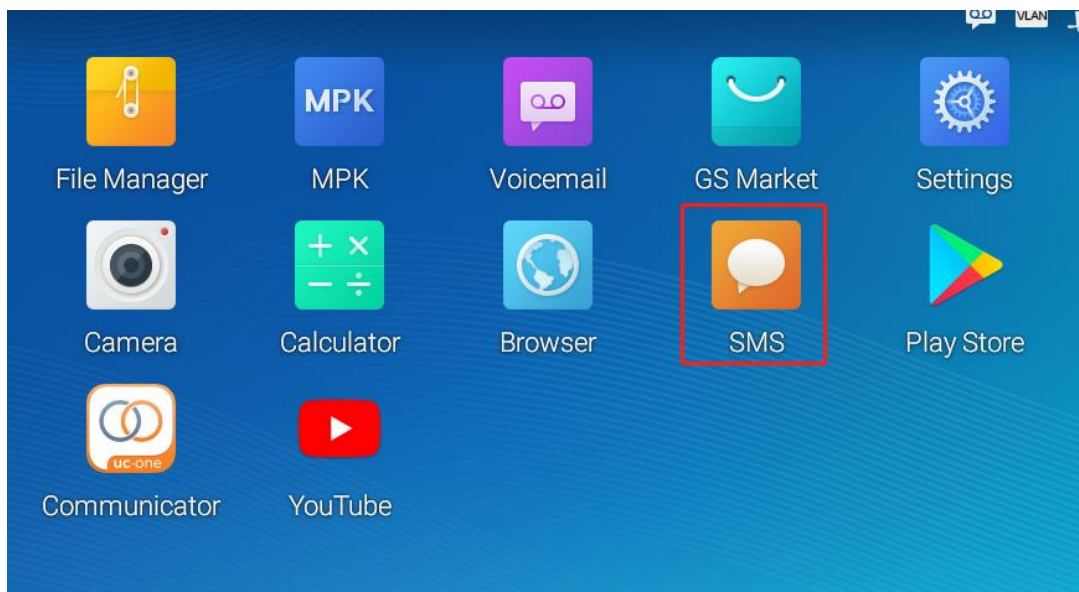 VLAN
MPK
File Manager MPK Voicemail GS Market Settings
Camera Calculator Browser SMS Play Store
uc-one
Communicator YouTube